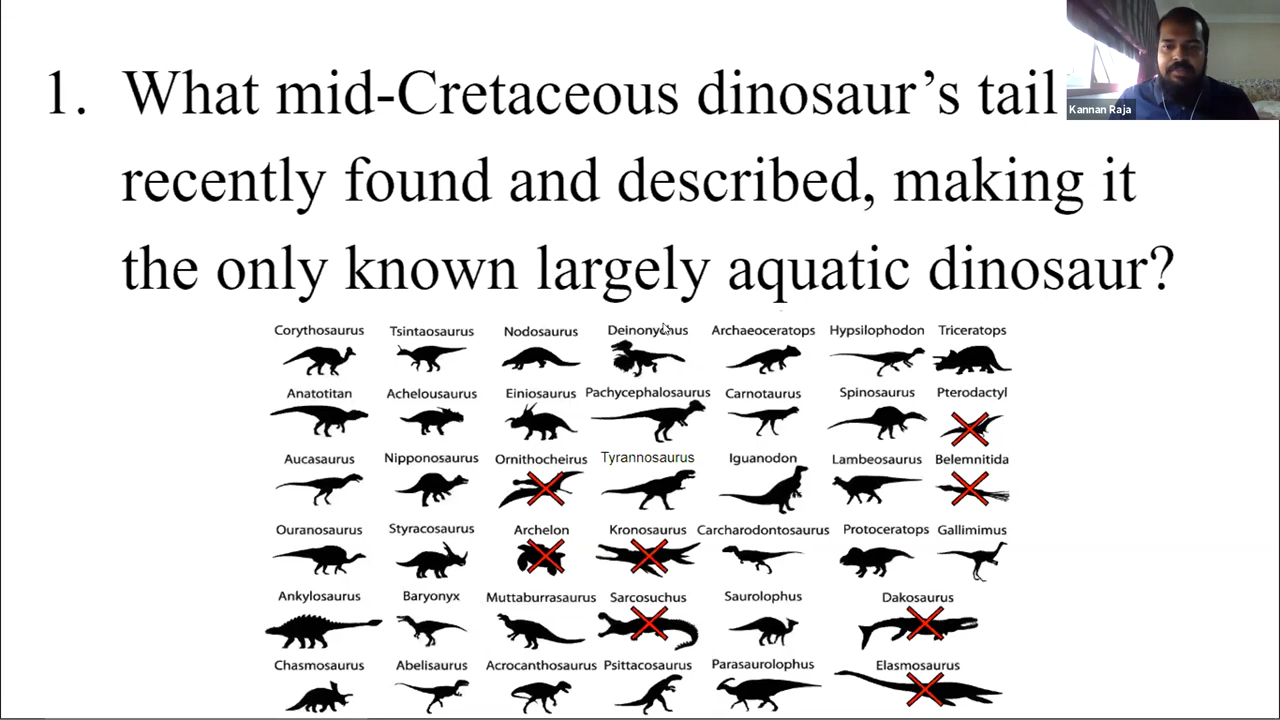 1. What mid-Cretaceous dinosaur's tail
recently found and described, making it
the only known largely aquatic dinosaur?
Kannan Raja
Corythosaurus Tsintaosaurus Nodosaurus Deinonychus Archaeoceratops Hypsilophodon Triceratops
Anatotitan Achelousaurus Einiosaurus Pachycephalosaurus Carnotaurus Spinosaurus Pterodactyl
Aucasaurus Nipponosaurus Ornithocheirus Tyrannosaurus Iguanodon Lambeosaurus Belemnitida
Ouranosaurus Styracosaurus Archelon Kronosaurus Carcharodontosaurus Protoceratops Gallimimus
Ankylosaurus Baryonyx Muttaburrasaurus Sarcosuchus Saurolophus Dakosaurus
Chasmosaurus Abelisaurus Acrocanthosaurus Psittacosaurus Parasaurolophus Elasmosaurus